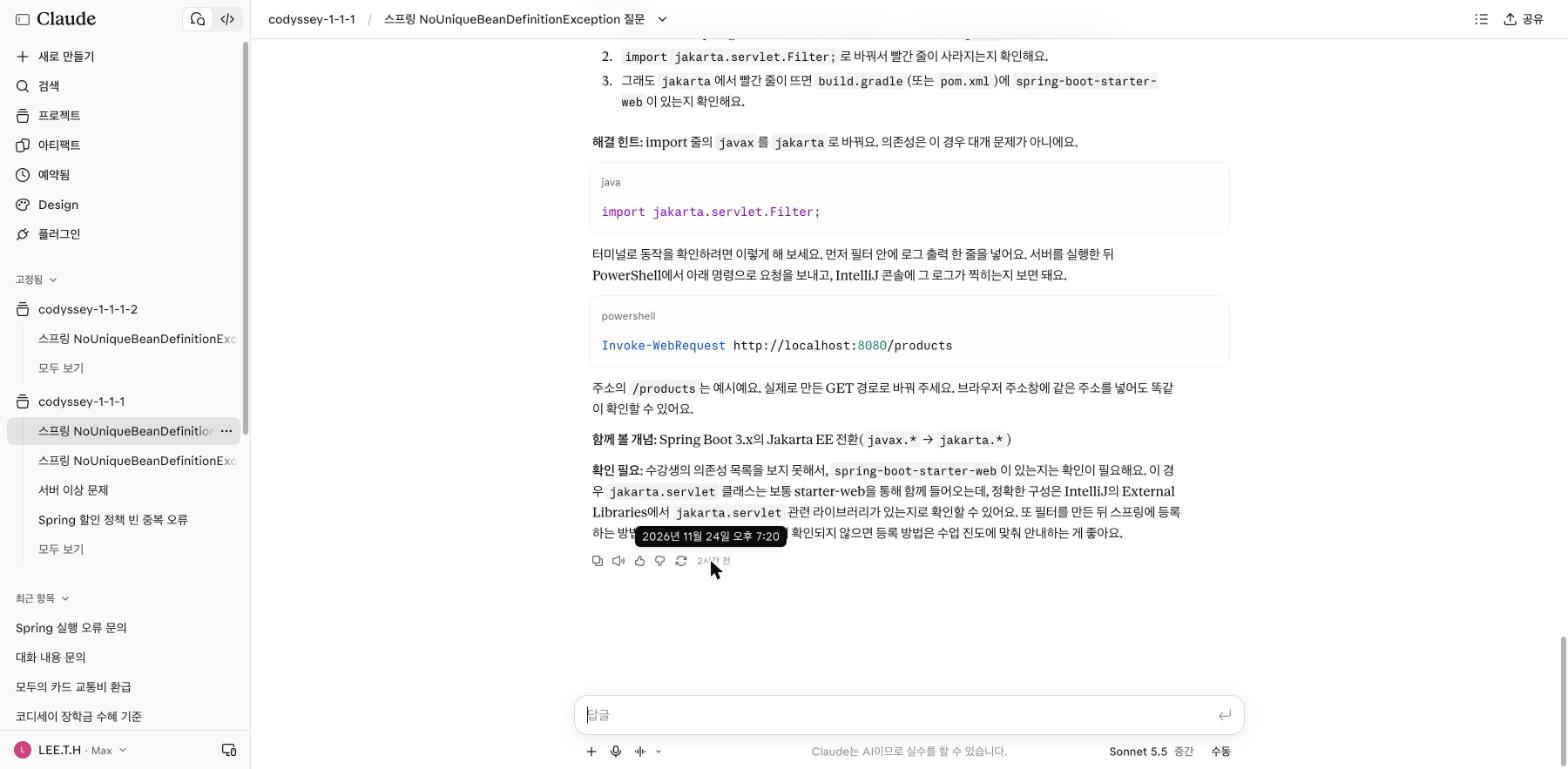 Claude
새로 만들기
검색
프로젝트
아티팩트
예약됨
Design
플러그인
고정됨
codyssey-1-1-1-2
스프링 NoUniqueBeanDefinitionExc
모두 보기
codyssey-1-1-1
스프링 NoUniqueBeanDefinition
스프링 NoUniqueBeanDefinitionExc
서버 이상 문제
Spring 할인 정책 빈 중복 오류
모두 보기
최근 항목
Spring 실행 오류 문의
대화 내용 문의
모두의 카드 교통비 환급
코디세이 장학금 수혜 기준
L LEE.T.H · Max
codyssey-1-1-1 / 스프링 NoUniqueBeanDefinitionException 질문
공유
2. import jakarta.servlet.Filter; 로 바꿔서 빨간 줄이 사라지는지 확인해요.
3. 그래도 jakarta 에서 빨간 줄이 뜨면 build.gradle (또는 pom.xml )에 spring-boot-starter-
web 이 있는지 확인해요.
해결 힌트: import 줄의 javax 를 jakarta 로 바꿔요. 의존성은 이 경우 대개 문제가 아니에요.
java
import jakarta.servlet.Filter;
터미널로 동작을 확인하려면 이렇게 해 보세요. 먼저 필터 안에 로그 출력 한 줄을 넣어요. 서버를 실행한 뒤
PowerShell에서 아래 명령으로 요청을 보내고, IntelliJ 콘솔에 그 로그가 찍히는지 보면 돼요.
powershell
Invoke-WebRequest http://localhost:8080/products
주소의 /products 는 예시예요. 실제로 만든 GET 경로로 바꿔 주세요. 브라우저 주소창에 같은 주소를 넣어도 똑같
이 확인할 수 있어요.
함께 볼 개념: Spring Boot 3.x의 Jakarta EE 전환( javax.* → jakarta.* )
확인 필요: 수강생의 의존성 목록을 보지 못해서, spring-boot-starter-web 이 있는지는 확인이 필요해요. 이 경
우 jakarta.servlet 클래스는 보통 starter-web을 통해 함께 들어오는데, 정확한 구성은 IntelliJ의 External
Libraries에서 jakarta.servlet 관련 라이브러리가 있는지로 확인할 수 있어요. 또 필터를 만든 뒤 스프링에 등록
하는 방법 확인되지 않으면 등록 방법은 수업 진도에 맞춰 안내하는 게 좋아요.
2026년 11월 24일 오후 7:20
2시간 전
답글
Claude는 AI이므로 실수를 할 수 있습니다.
Sonnet 5.5 중간 수동